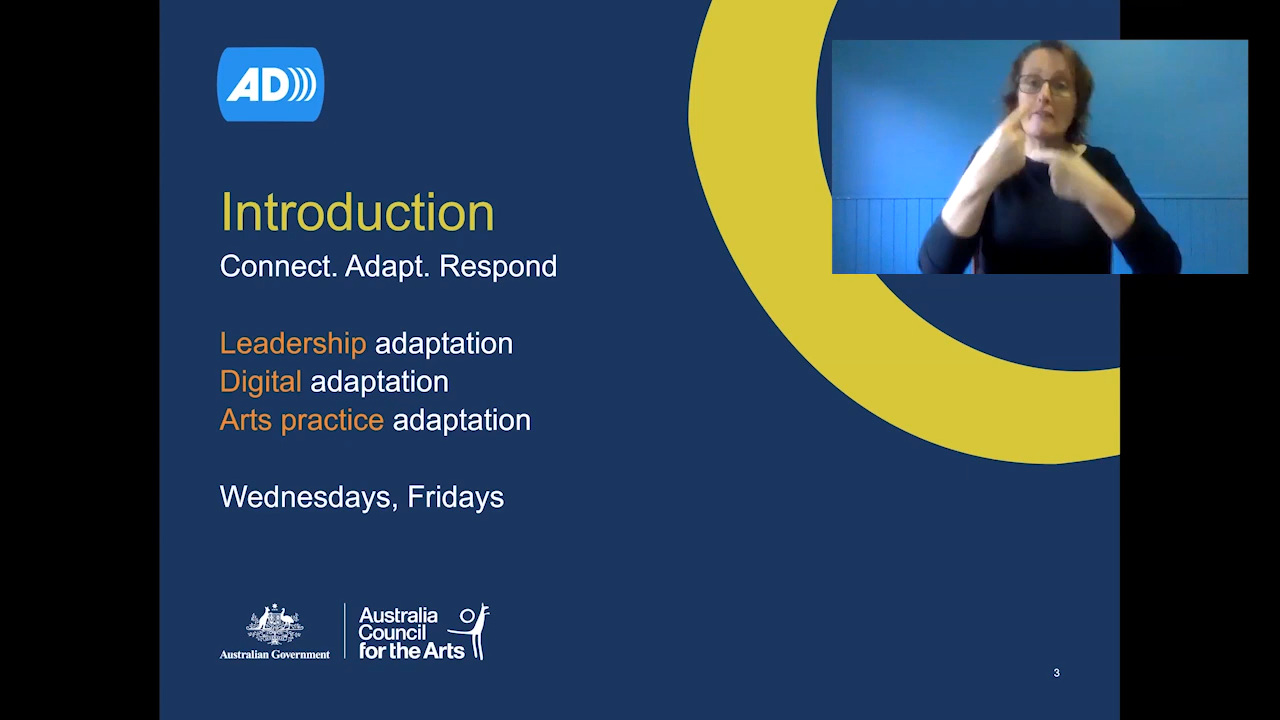 AD
Introduction
Connect. Adapt. Respond
Leadership adaptation
Digital adaptation
Arts practice adaptation
Wednesdays, Fridays
Australian Government
Australia
Council
for the Arts
3